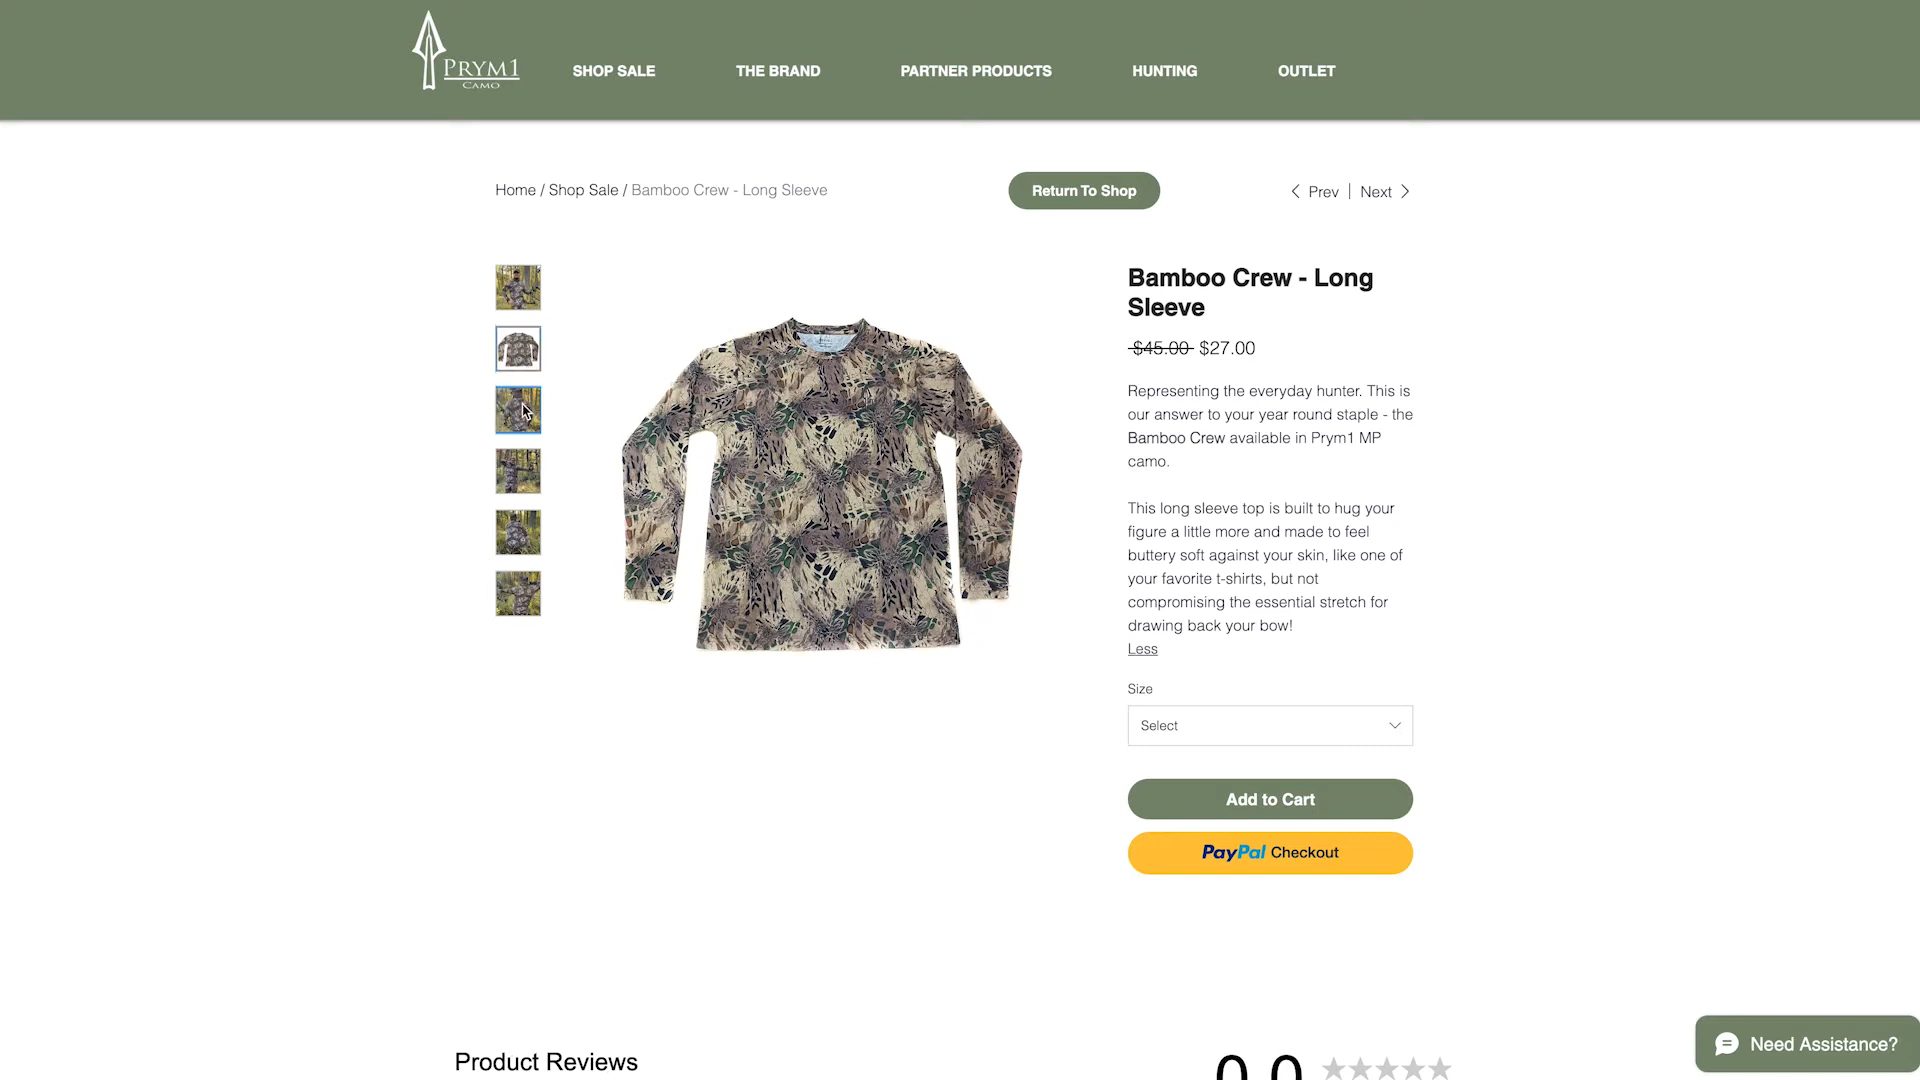 PRYM1
CAMO
SHOP SALE
THE BRAND
PARTNER PRODUCTS
HUNTING
OUTLET
Home / Shop Sale / Bamboo Crew - Long Sleeve
Return To Shop
Prev | Next
Bamboo Crew - Long
Sleeve
$45.00 $27.00
Representing the everyday hunter. This is
our answer to your year round staple - the
Bamboo Crew available in Prym1 MP
camo.
This long sleeve top is built to hug your
figure a little more and made to feel
buttery soft against your skin, like one of
your favorite t-shirts, but not
compromising the essential stretch for
drawing back your bow!
Less
Size
Select
Add to Cart
PayPal Checkout
Product Reviews
0.0
Need Assistance?